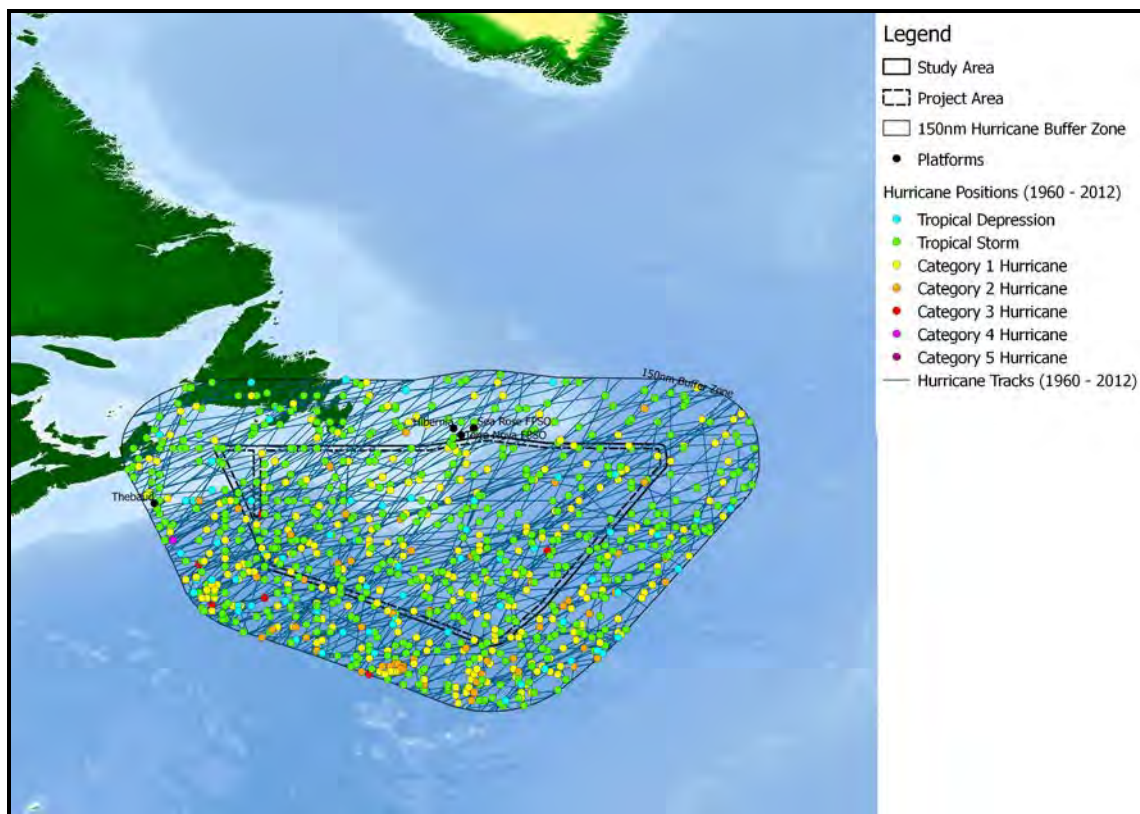 Legend
Study Area
Project Area
150nm Hurricane Buffer Zone
Platforms
Hurricane Positions (1960 - 2012)
Tropical Depression
Tropical Storm
Category 1 Hurricane
Category 2 Hurricane
Category 3 Hurricane
Category 4 Hurricane
Category 5 Hurricane
Hurricane Tracks (1960 - 2012)
150nm Buffer Zone
Hibernia
Sea Rose FPSO
Terra Nova FPSO
Thebaud